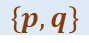 {p, q}